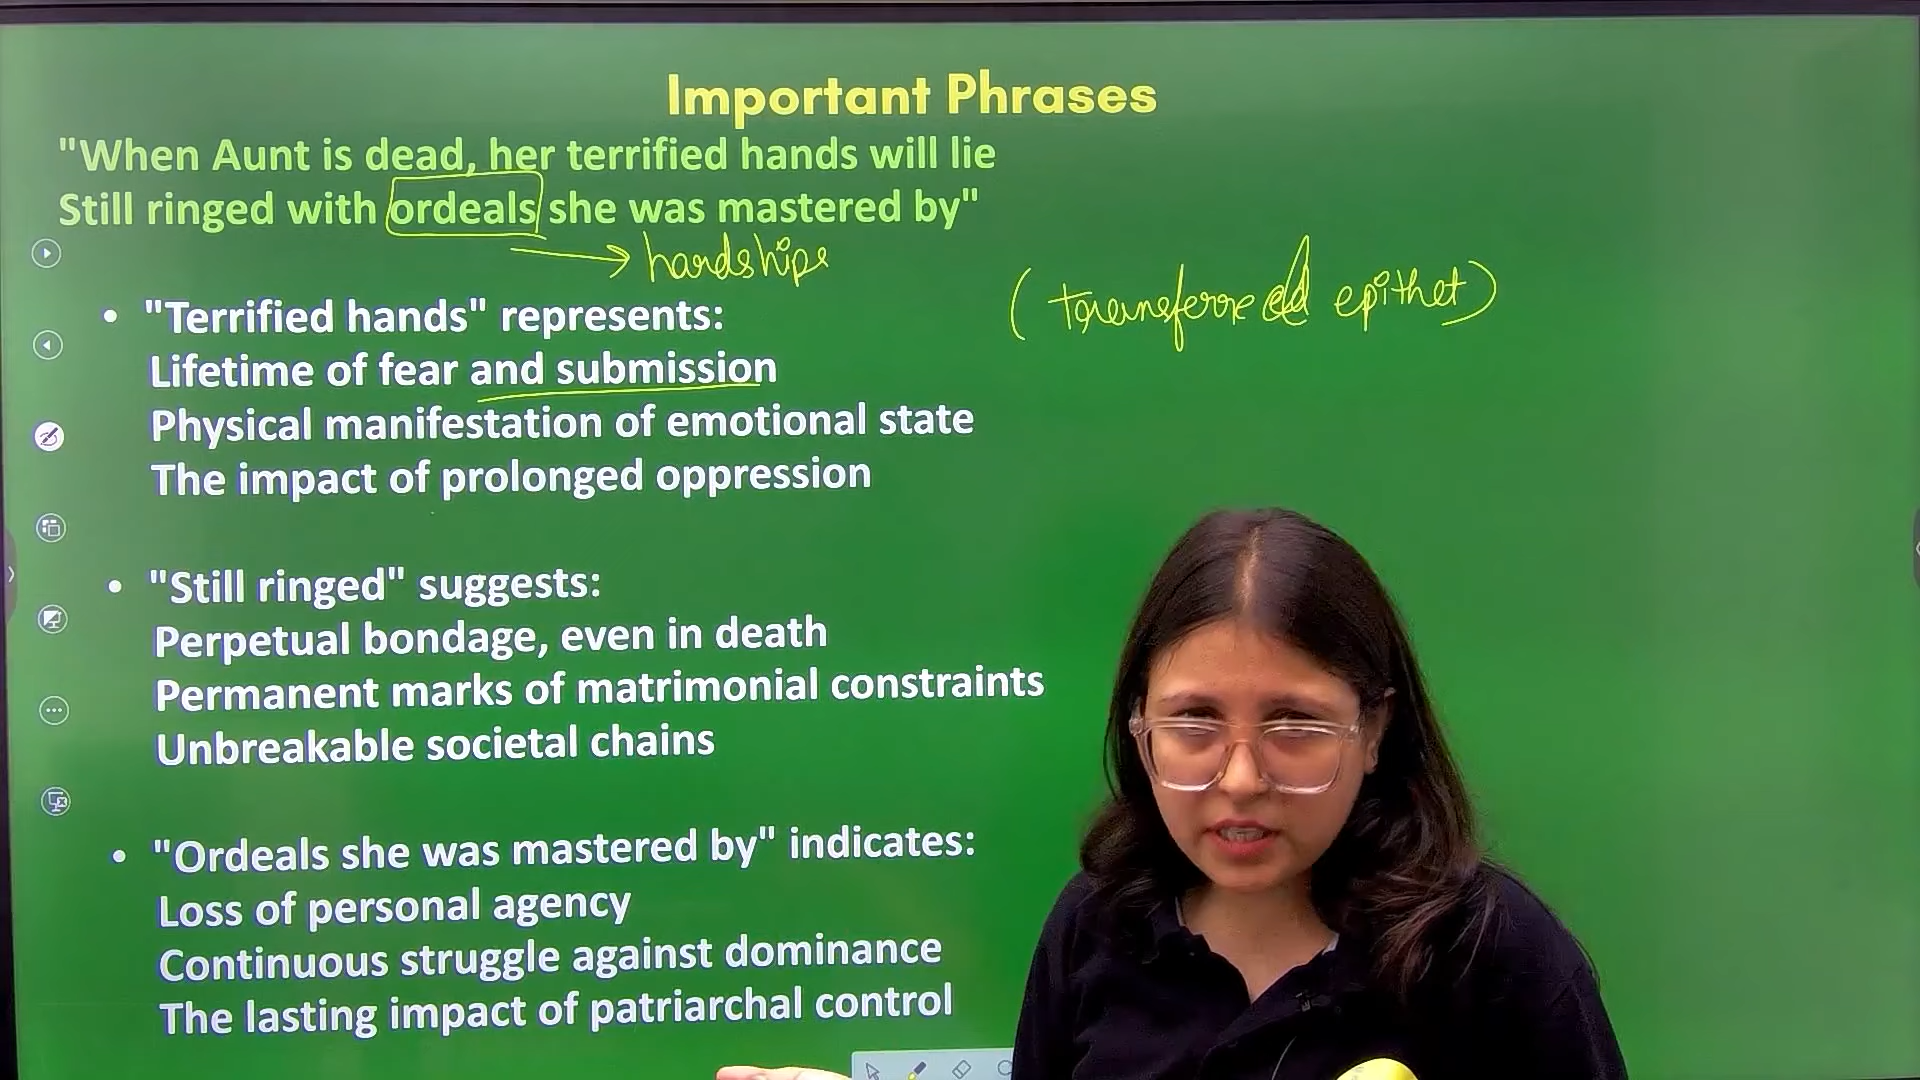 Important Phrases
"When Aunt is dead, her terrified hands will lie
Still ringed with ordeals she was mastered by"
hardships
(transferred epithet)
• "Terrified hands" represents:
Lifetime of fear and submission
Physical manifestation of emotional state
The impact of prolonged oppression
• "Still ringed" suggests:
Perpetual bondage, even in death
Permanent marks of matrimonial constraints
Unbreakable societal chains
• "Ordeals she was mastered by" indicates:
Loss of personal agency
Continuous struggle against dominance
The lasting impact of patriarchal control